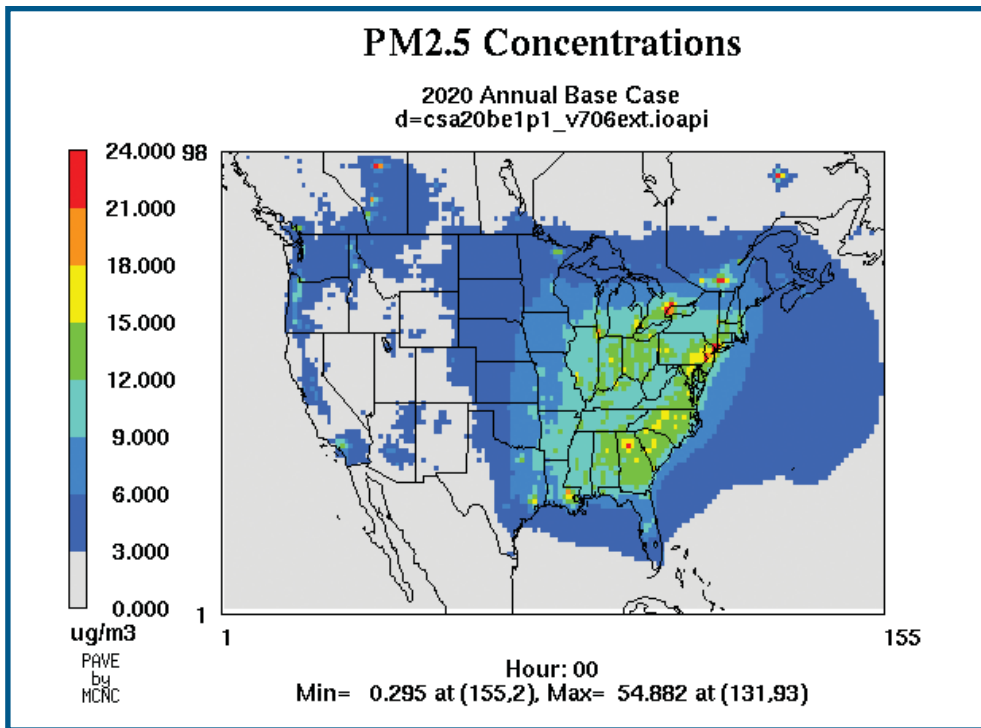 PM2.5 Concentrations
2020 Annual Base Case
d=csa20be1p1_v706ext.ioapi
24.000
21.000
18.000
15.000
12.000
9.000
6.000
3.000
0.000
ug/m3
PAVE
by
MCNC
98
1
1
155
Hour: 00
Min= 0.295 at (155,2), Max= 54.882 at (131,93)